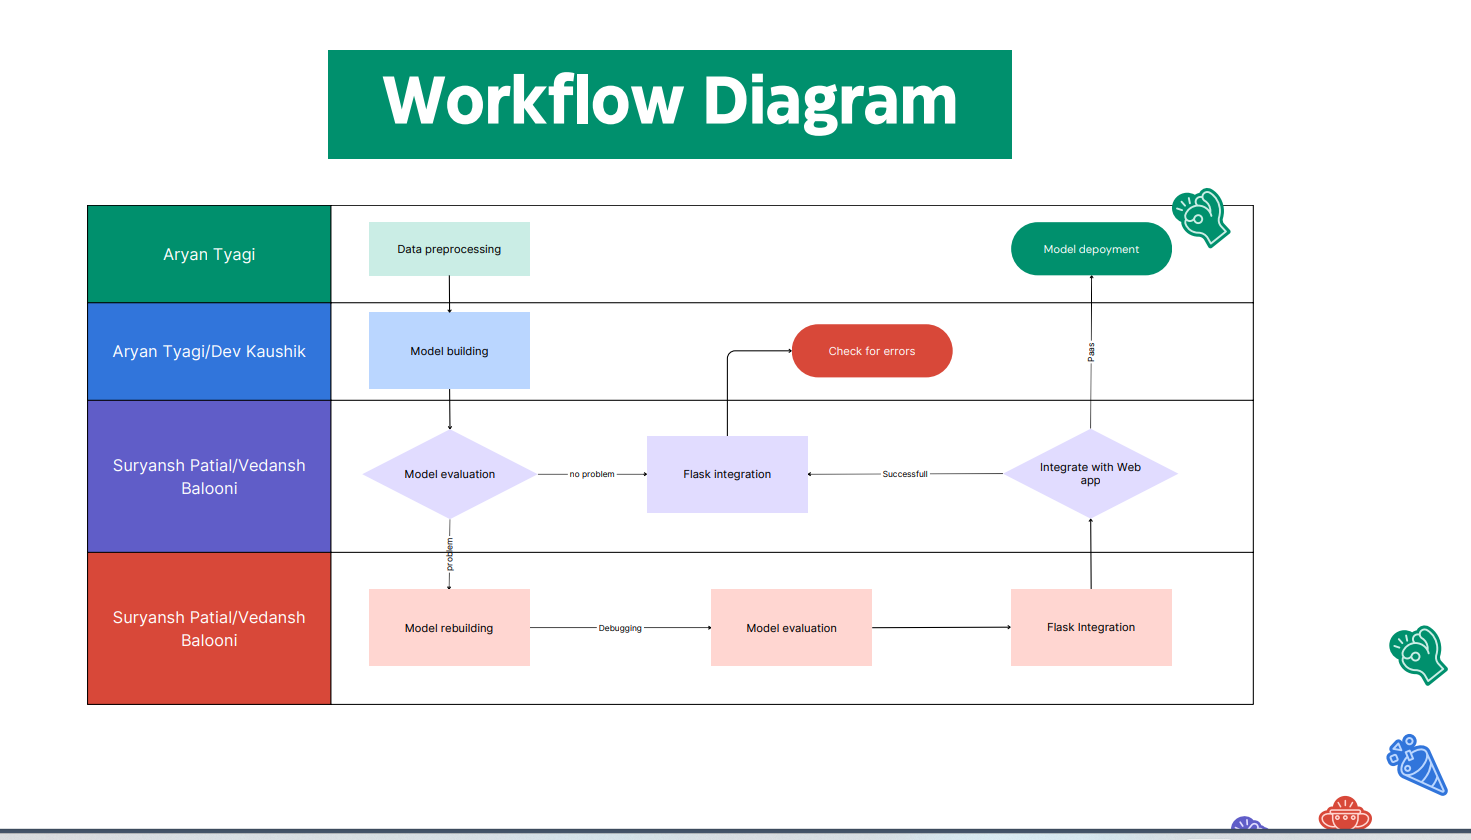 Workflow Diagram
Aryan Tyagi
Data preprocessing
Model depoyment
Aryan Tyagi/Dev Kaushik
Model building
Check for errors
Paas
Suryansh Patial/Vedansh
Balooni
Model evaluation
no problem
Flask integration
Successfull
Integrate with Web
app
problem
Suryansh Patial/Vedansh
Balooni
Model rebuilding
Debugging
Model evaluation
Flask Integration